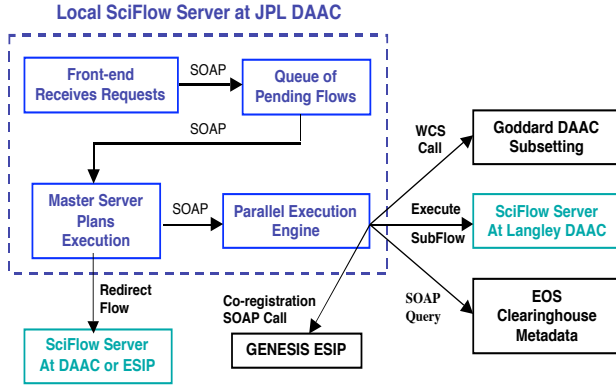 Local SciFlow Server at JPL DAAC
Front-end
Receives Requests
SOAP
Queue of
Pending Flows
SOAP
Master Server
Plans
Execution
SOAP
Parallel Execution
Engine
WCS
Call
Goddard DAAC
Subsetting
Execute
SubFlow
SciFlow Server
At Langley DAAC
SOAP
Query
EOS
Clearinghouse
Metadata
Redirect
Flow
SciFlow Server
At DAAC or ESIP
Co-registration
SOAP Call
GENESIS ESIP